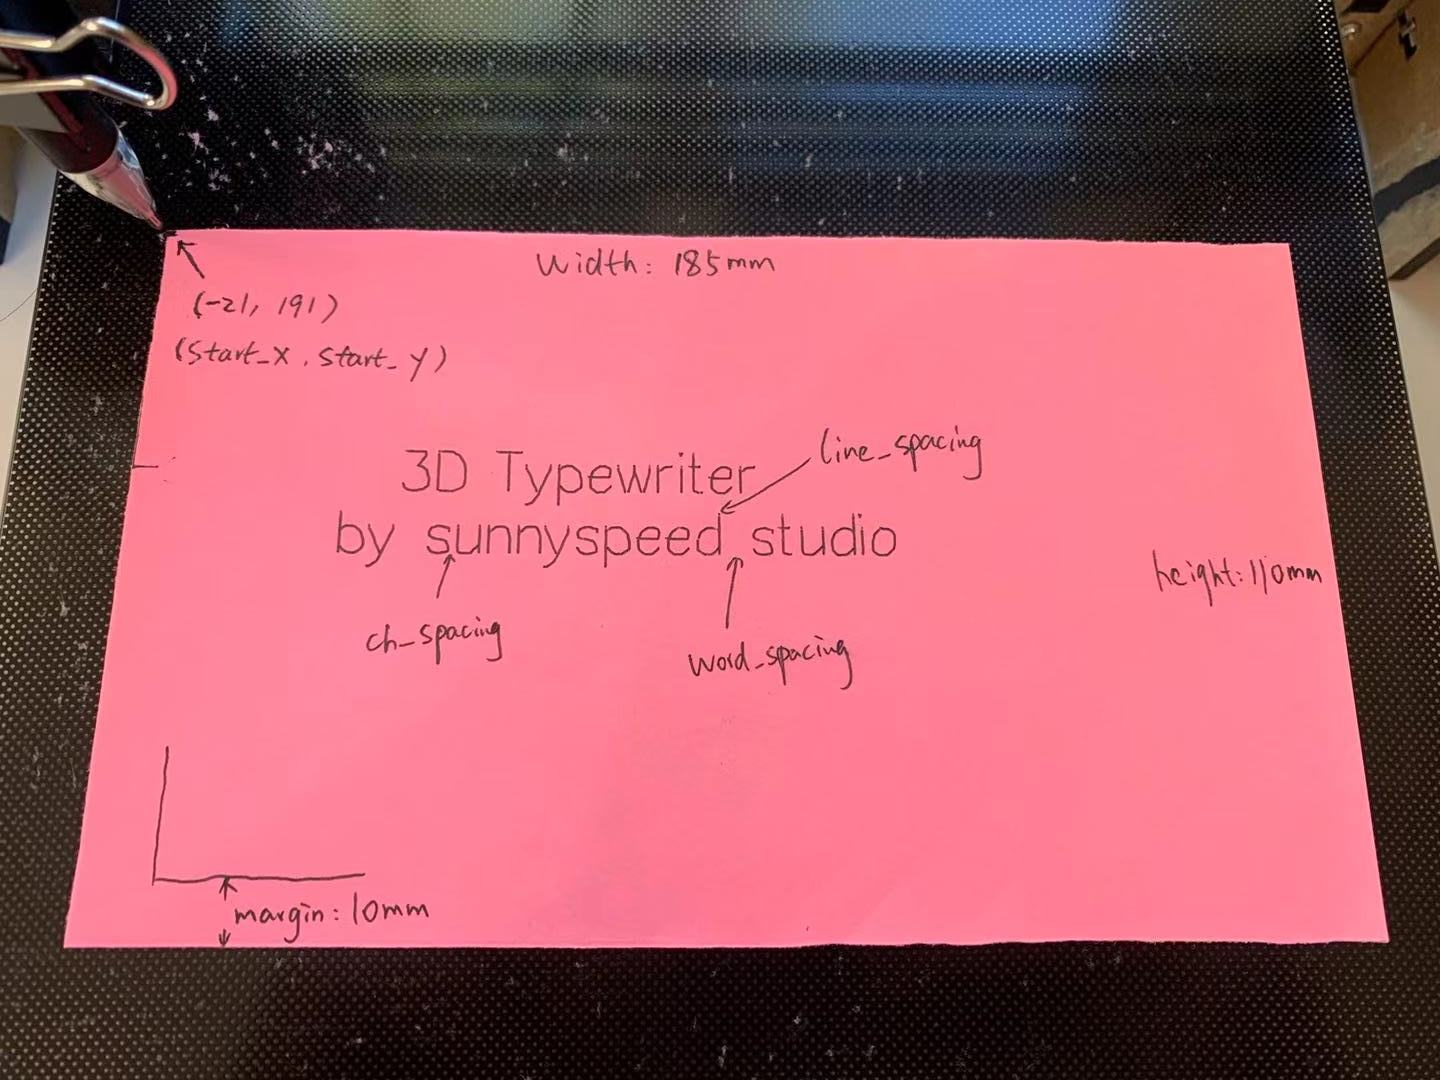 Width: 185mm
(-21, 191)
(Start_X, Start_Y)
line_spacing
3D Typewriter
by sunnyspeed studio
height: 110mm
ch_spacing
word_spacing
margin: 10mm